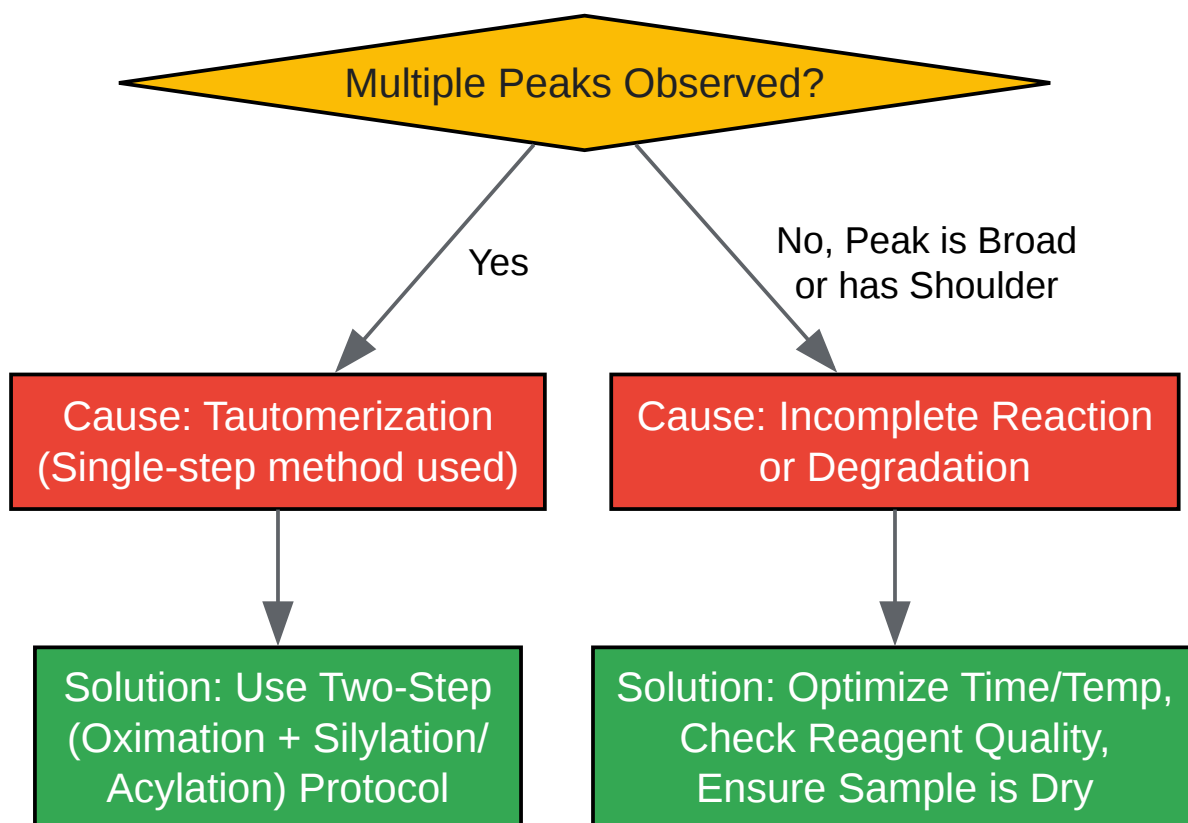 Multiple Peaks Observed?
Yes
No, Peak is Broad
or has Shoulder
Cause: Tautomerization
(Single-step method used)
Cause: Incomplete Reaction
or Degradation
Solution: Use Two-Step
(Oximation + Silylation/
Acylation) Protocol
Solution: Optimize Time/Temp,
Check Reagent Quality,
Ensure Sample is Dry